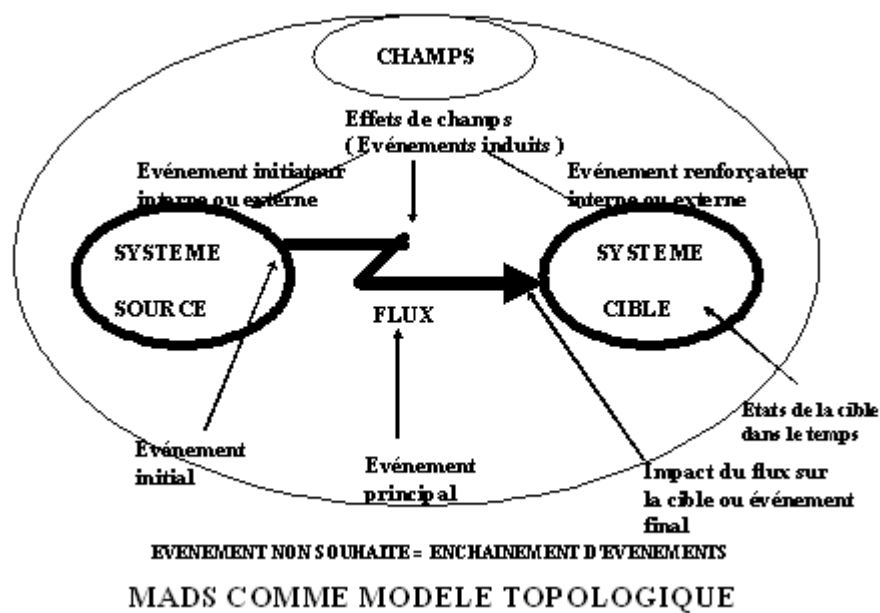 CHAMPS
Effets de champs
( Evénements induits )
Evénement initiateur
interne ou externe
Evénement renforçateur
interne ou externe
SYSTEME
SOURCE
SYSTEME
CIBLE
FLUX
Etats de la cible
dans le temps
Evénement
initial
Evénement
principal
Impact du flux sur
la cible ou événement
final
EVENEMENT NON SOUHAITE = ENCHAINEMENT D'EVENEMENTS
MADS COMME MODELE TOPOLOGIQUE